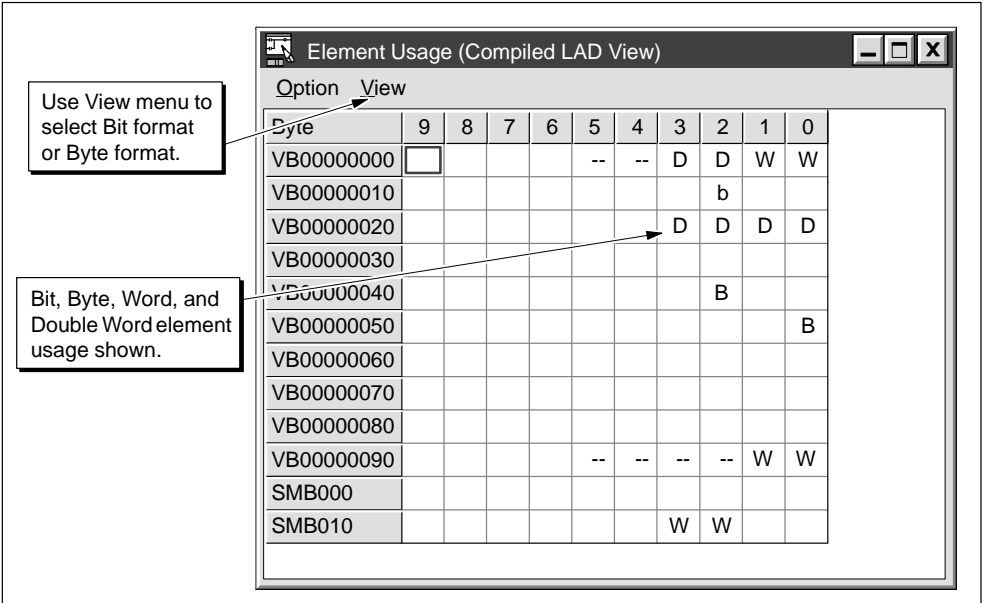 Element Usage (Compiled LAD View)
Option View
Use View menu to
select Bit format
or Byte format.
Byte 9 8 7 6 5 4 3 2 1 0
VB00000000 -- -- D D W W
VB00000010 b
VB00000020 D D D D
VB00000030
Bit, Byte, Word, and
Double Word element
usage shown.
VB00000040 B
VB00000050 B
VB00000060
VB00000070
VB00000080
VB00000090 -- -- -- -- W W
SMB000
SMB010 W W